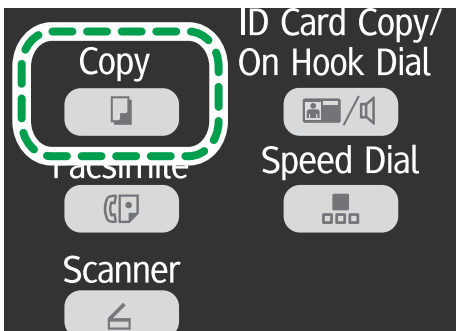 ID Card Copy/
Copy On Hook Dial
Facsimile Speed Dial
Scanner